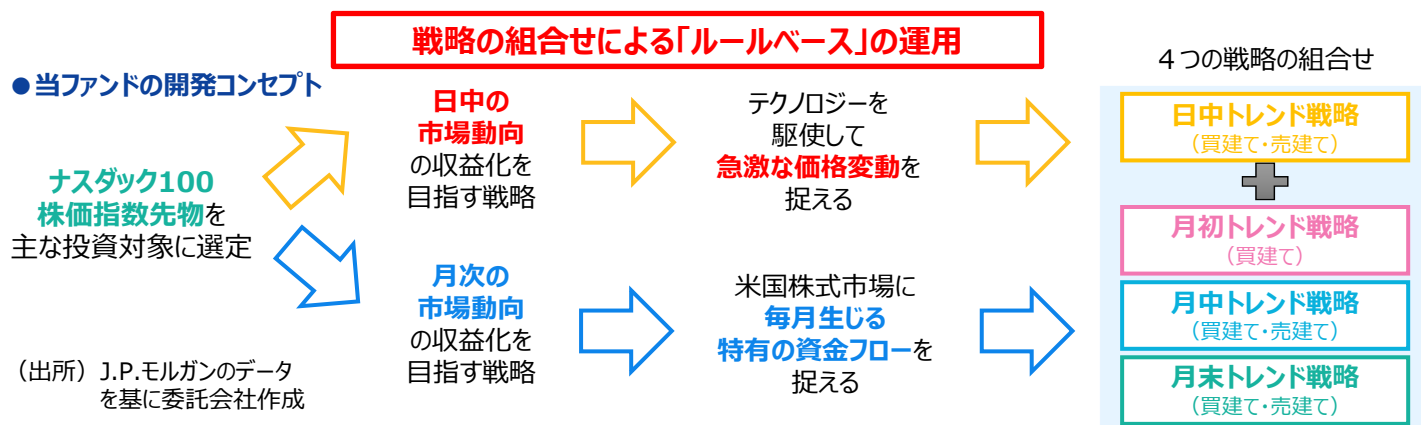 戦略の組合せによる「ルールベース」の運用
●当ファンドの開発コンセプト
ナスダック100
株価指数先物を
主な投資対象に選定
日中の
市場動向
の収益化を
目指す戦略
テクノロジーを
駆使して
急激な価格変動を
捉える
月次の
市場動向
の収益化を
目指す戦略
米国株式市場に
毎月生じる
特有の資金フローを
捉える
４つの戦略の組合せ
日中トレンド戦略
（買建て・売建て）
月初トレンド戦略
（買建て）
月中トレンド戦略
（買建て・売建て）
月末トレンド戦略
（買建て・売建て）
（出所）J.P.モルガンのデータ
を基に委託会社作成